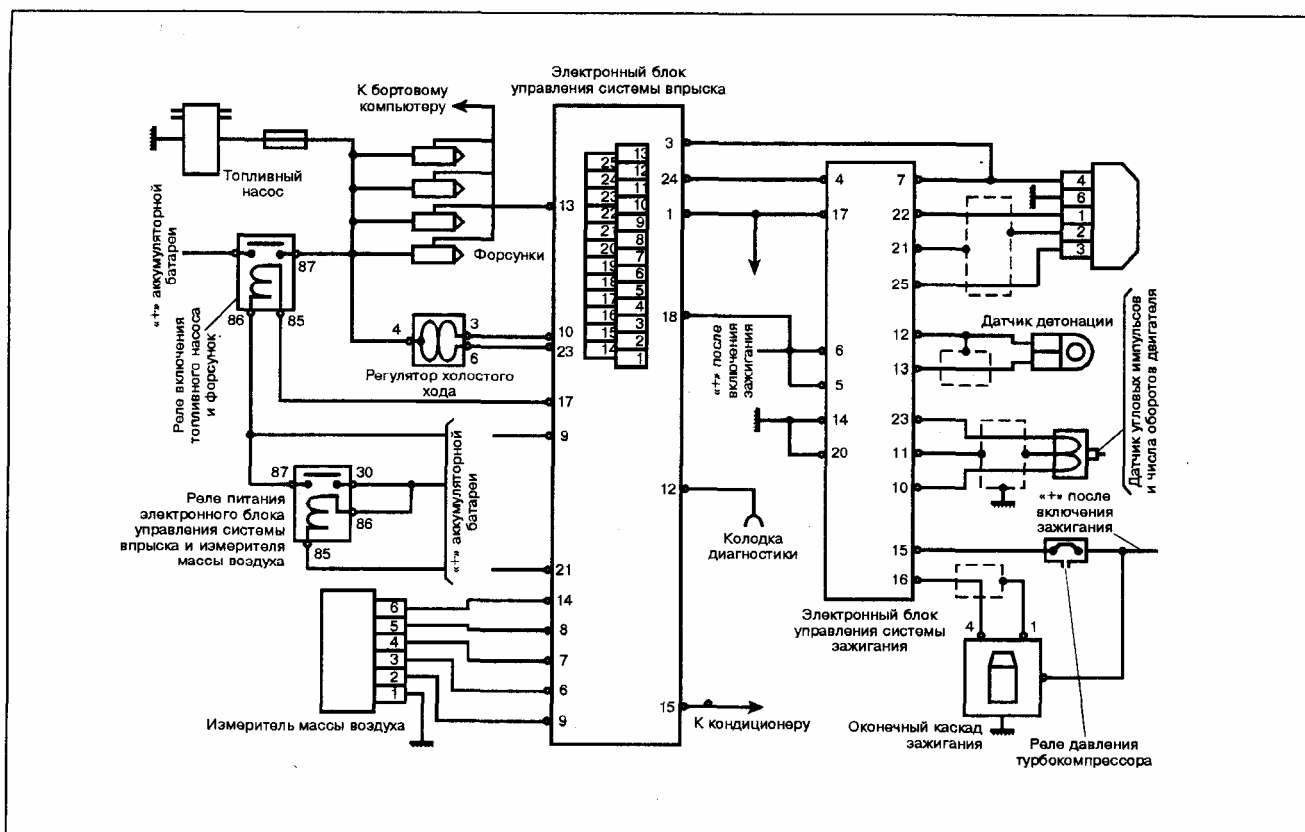 Электронный блок
управления системы впрыска
К бортовому
компьютеру
Топливный
насос
Форсунки
«+» аккумуляторной
батареи
87
86
85
Реле включения
топливного насоса
и форсунок
4
3
6
Регулятор холостого
хода
87
30
86
85
Реле питания
электронного блока
управления системы
впрыска и измерителя
массы воздуха
«+» аккумуляторной
батареи
6
5
4
3
2
1
Измеритель массы воздуха
13
10
23
17
9
21
14
8
7
6
9
25
24
23
22
21
20
19
18
17
16
15
14
13
12
11
10
9
8
7
6
5
4
3
2
1
3
24
1
18
12
15
«+» после
включения
зажигания
Колодка
диагностики
К кондиционеру
4
17
6
5
14
20
7
22
21
25
12
13
23
11
10
15
16
Электронный блок
управления системы
зажигания
4
6
1
2
3
Датчик детонации
Датчик угловых импульсов
и числа оборотов двигателя
«+» после
включения
зажигания
4
1
Оконечный каскад
зажигания
Реле давления
турбокомпрессора